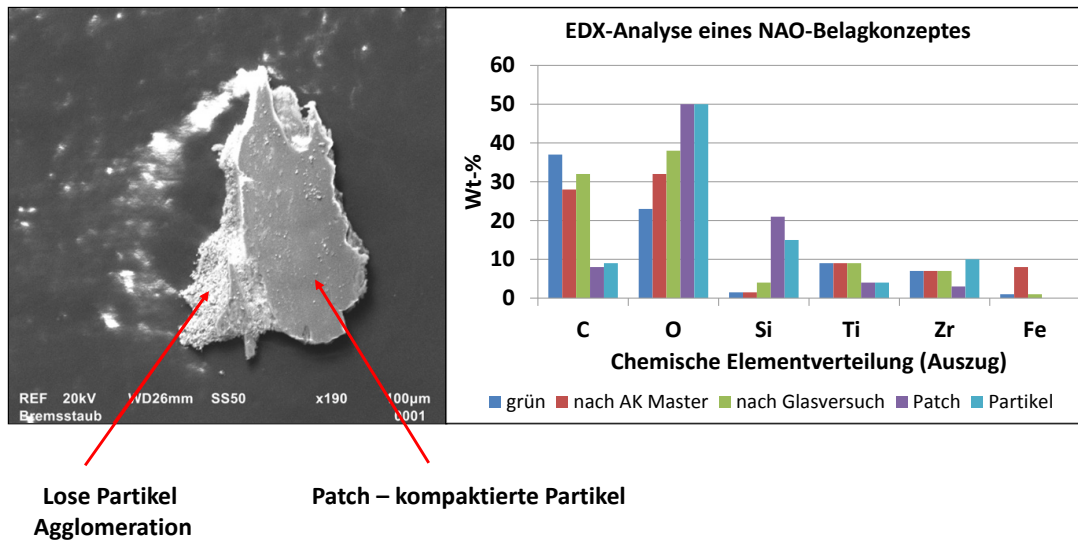 EDX-Analyse eines NAO-Belagkonzeptes
60
50
40
30
20
10
0
Wt-%
C O Si Ti Zr Fe
Chemische Elementverteilung (Auszug)
grün nach AK Master nach Glasversuch Patch Partikel
REF 20kV WD26mm SS50 x190 100µm
Bremsstaub 0001
Lose Partikel
Agglomeration
Patch – kompaktierte Partikel